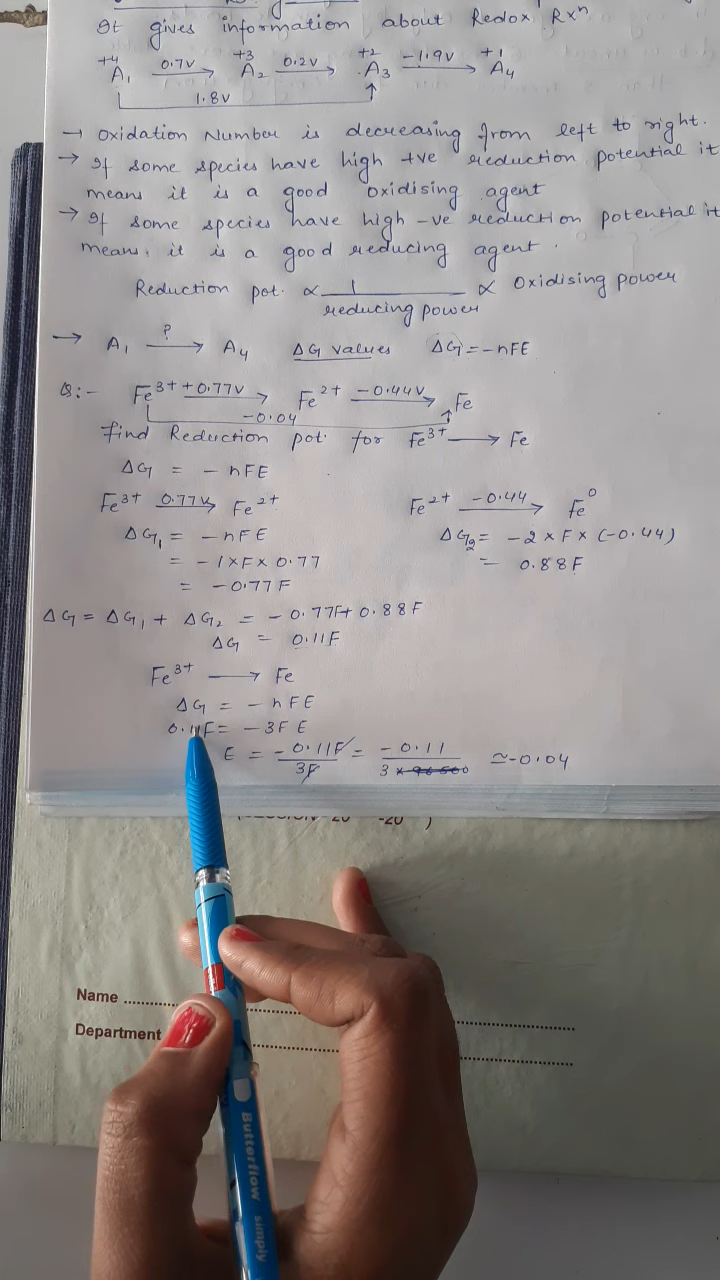 It gives information about Redox Rxⁿ
+4 +3 +2 +1
A₁ —0.7V→ A₂ —0.2V→ A₃ —-1.9V→ A₄
1.8V
→ Oxidation Number is decreasing from left to right.
→ If some species have high +ve reduction potential it
means it is a good oxidising agent
→ If some species have high -ve reduction potential it
means it is a good reducing agent.
Reduction pot. ∝ 1/reducing power ∝ Oxidising power
→ A₁ —?→ A₄ ΔG values ΔG = -nFE
Q:- Fe³⁺ —+0.77V→ Fe²⁺ —-0.44V→ Fe
-0.04
find Reduction pot. for Fe³⁺ → Fe
ΔG = -nFE
Fe³⁺ —0.77V→ Fe²⁺ Fe²⁺ —-0.44→ Fe⁰
ΔG₁ = -nFE ΔG₂ = -2×F×(-0.44)
= -1×F×0.77 = 0.88F
= -0.77F
ΔG = ΔG₁ + ΔG₂ = -0.77F + 0.88F
ΔG = 0.11F
Fe³⁺ → Fe
ΔG = -nFE
0.11F = -3FE
E = -0.11F/3F = -0.11/3 ≃ -0.04
Name
Department
Butterflow simply